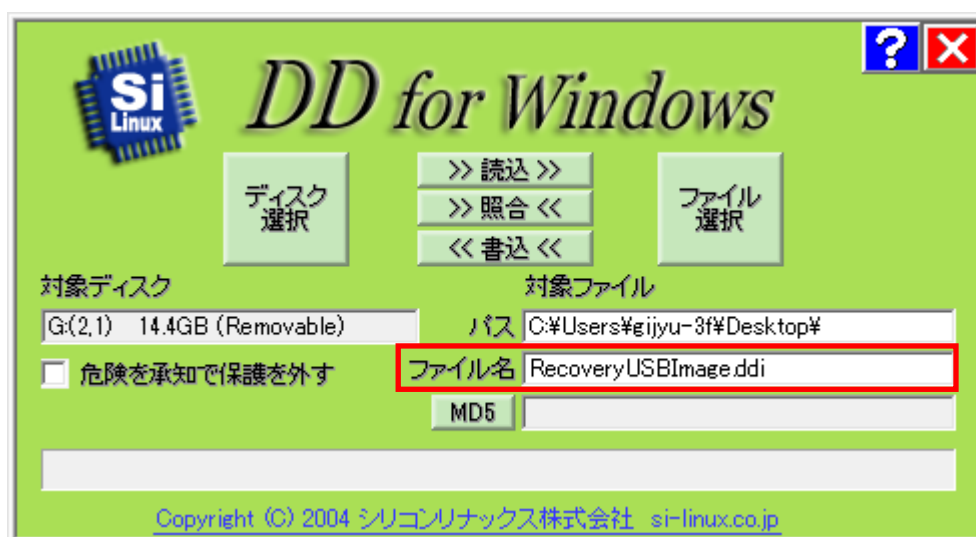 Si
Linux
DD for Windows
?
ディスク
選択
>> 読込 >>
>> 照合 <<
<< 書込 <<
ファイル
選択
対象ディスク
対象ファイル
G:(2,1) 14.4GB (Removable)
パス C:¥Users¥gijyu-3f¥Desktop¥
危険を承知で保護を外す
ファイル名 RecoveryUSBImage.ddi
MD5
Copyright (C) 2004 シリコンリナックス株式会社 si-linux.co.jp